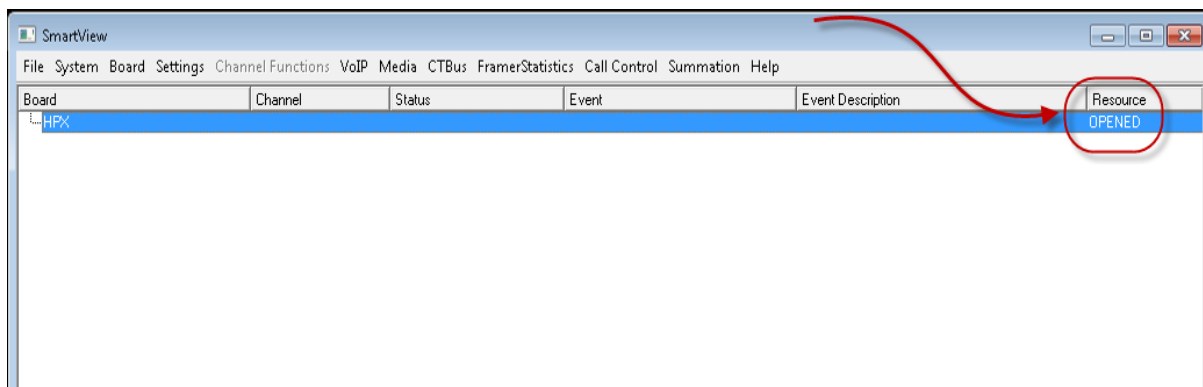 SmartView
File System Board Settings Channel Functions VoIP Media CTBus FramerStatistics Call Control Summation Help
Board Channel Status Event Event Description Resource
HPX OPENED